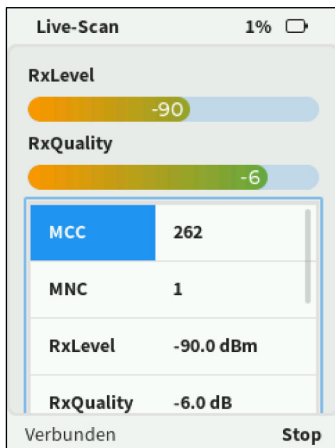 Live-Scan 1%
RxLevel
-90
RxQuality
-6
MCC 262
MNC 1
RxLevel -90.0 dBm
RxQuality -6.0 dB
Verbunden Stop